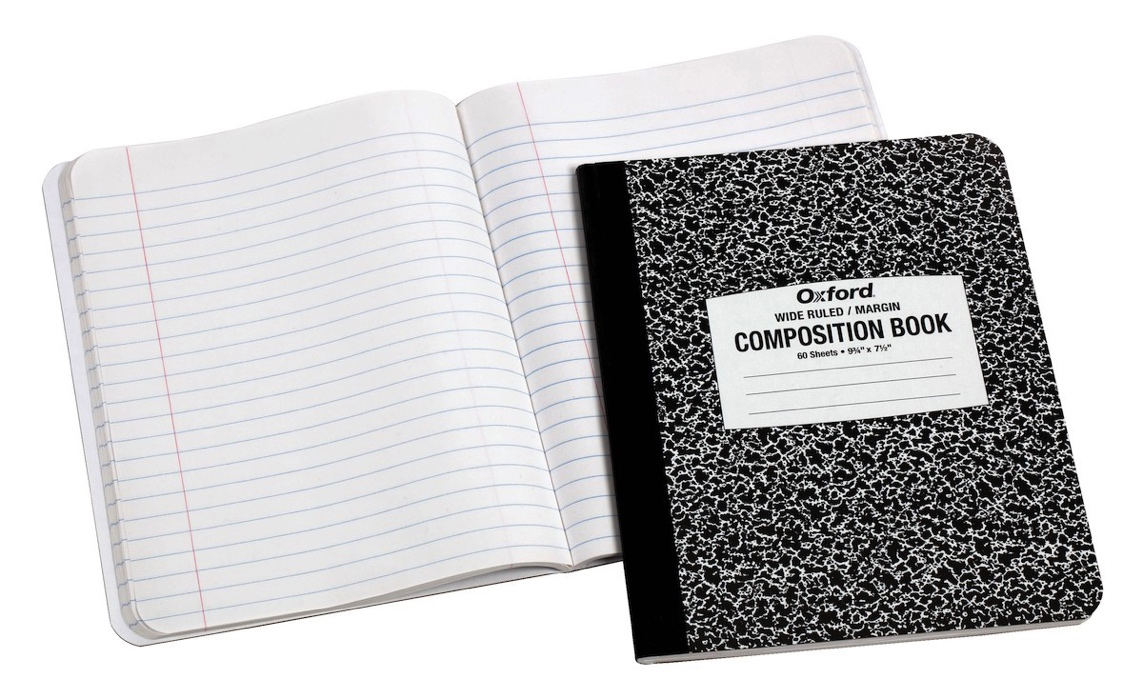 Oxford
WIDE RULED / MARGIN
COMPOSITION BOOK
60 Sheets • 9¾" x 7½"